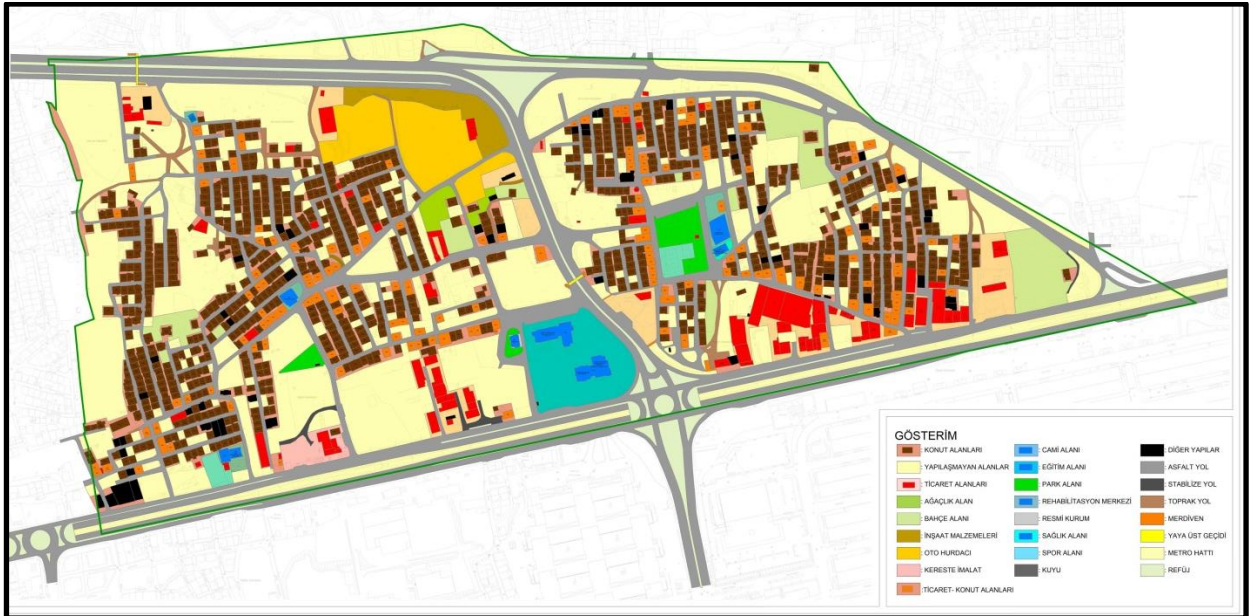 GÖSTERİM
: KONUT ALANLARI
: YAPILAŞMAYAN ALANLAR
: TİCARET ALANLARI
: AĞAÇLIK ALAN
: BAHÇE ALANI
: İNŞAAT MALZEMELERİ
: OTO HURDACI
: KERESTE İMALAT
:TİCARET- KONUT ALANLARI
: CAMİ ALANI
: EĞİTİM ALANI
: PARK ALANI
: REHABİLİTASYON MERKEZİ
: RESMİ KURUM
: SAĞLIK ALANI
: SPOR ALANI
: KUYU
: DİĞER YAPILAR
: ASFALT YOL
: STABİLİZE YOL
: TOPRAK YOL
: MERDİVEN
: YAYA ÜST GEÇİDİ
: METRO HATTI
: REFÜJ